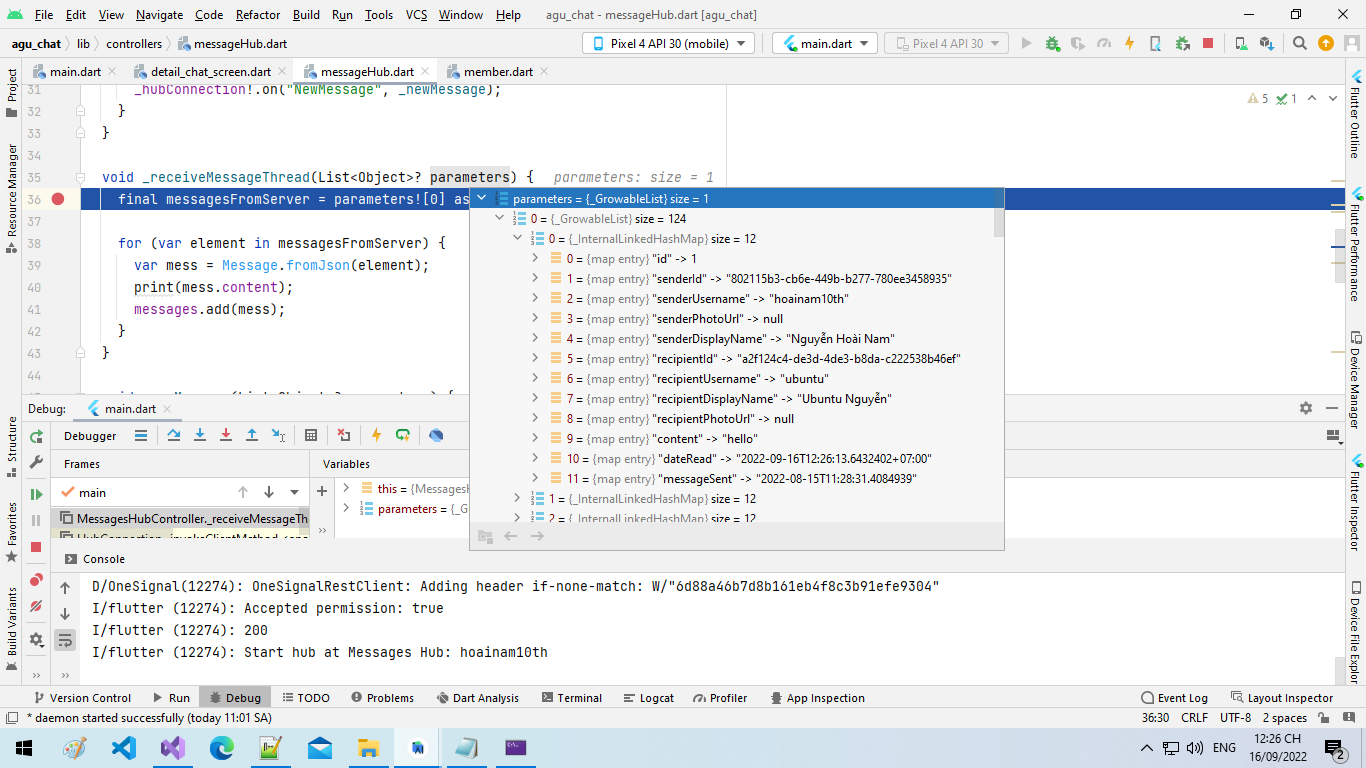 File Edit View Navigate Code Refactor Build Run Tools VCS Window Help agu_chat - messageHub.dart [agu_chat]
agu_chat lib controllers messageHub.dart Pixel 4 API 30 (mobile) main.dart Pixel 4 API 30
main.dart detail_chat_screen.dart messageHub.dart member.dart
31 _hubConnection!.on("NewMessage", _newMessage);
32 }
33 }
34
35 void _receiveMessageThread(List<Object>? parameters) { parameters: size = 1
36 final messagesFromServer = parameters![0] as
37
38 for (var element in messagesFromServer) {
39 var mess = Message.fromJson(element);
40 print(mess.content);
41 messages.add(mess);
42 }
43 }
44
5 1
parameters = {_GrowableList} size = 1
0 = {_GrowableList} size = 124
0 = {_InternalLinkedHashMap} size = 12
0 = {map entry} "id" -> 1
1 = {map entry} "senderId" -> "802115b3-cb6e-449b-b277-780ee3458935"
2 = {map entry} "senderUsername" -> "hoainam10th"
3 = {map entry} "senderPhotoUrl" -> null
4 = {map entry} "senderDisplayName" -> "Nguyễn Hoài Nam"
5 = {map entry} "recipientId" -> "a2f124c4-de3d-4de3-b8da-c222538b46ef"
6 = {map entry} "recipientUsername" -> "ubuntu"
7 = {map entry} "recipientDisplayName" -> "Ubuntu Nguyễn"
8 = {map entry} "recipientPhotoUrl" -> null
9 = {map entry} "content" -> "hello"
10 = {map entry} "dateRead" -> "2022-09-16T12:26:13.6432402+07:00"
11 = {map entry} "messageSent" -> "2022-08-15T11:28:31.4084939"
1 = {_InternalLinkedHashMap} size = 12
2 = {_InternalLinkedHashMap} size = 12
Debug: main.dart
Debugger
Frames Variables
main
this = {MessagesH
parameters = {_G
MessagesHubController._receiveMessageTh
Console
D/OneSignal(12274): OneSignalRestClient: Adding header if-none-match: W/"6d88a46b7d8b161eb4f8c3b91efe9304"
I/flutter (12274): Accepted permission: true
I/flutter (12274): 200
I/flutter (12274): Start hub at Messages Hub: hoainam10th
Project
Resource Manager
Structure
Favorites
Build Variants
Flutter Outline
Flutter Performance
Device Manager
Flutter Inspector
Device File Explor
Version Control Run Debug TODO Problems Dart Analysis Terminal Logcat Profiler App Inspection Event Log Layout Inspector
* daemon started successfully (today 11:01 SA) 36:30 CRLF UTF-8 2 spaces
ENG 12:26 CH
16/09/2022
2